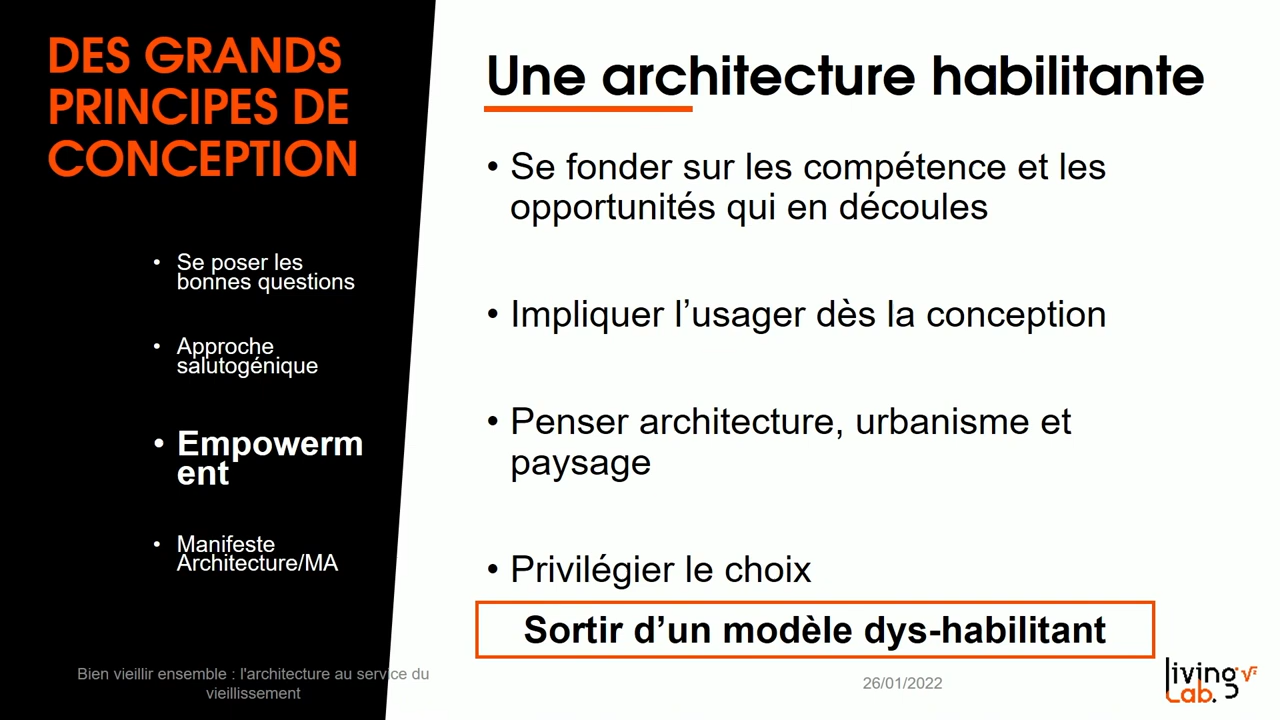 DES GRANDS
PRINCIPES DE
CONCEPTION
• Se poser les
bonnes questions
• Approche
salutogénique
• Empowerm
ent
• Manifeste
Architecture/MA
Bien vieillir ensemble : l'architecture au service du
vieillissement
Une architecture habilitante
• Se fonder sur les compétence et les
opportunités qui en découles
• Impliquer l’usager dès la conception
• Penser architecture, urbanisme et
paysage
• Privilégier le choix
Sortir d’un modèle dys-habilitant
26/01/2022
living
Lab.